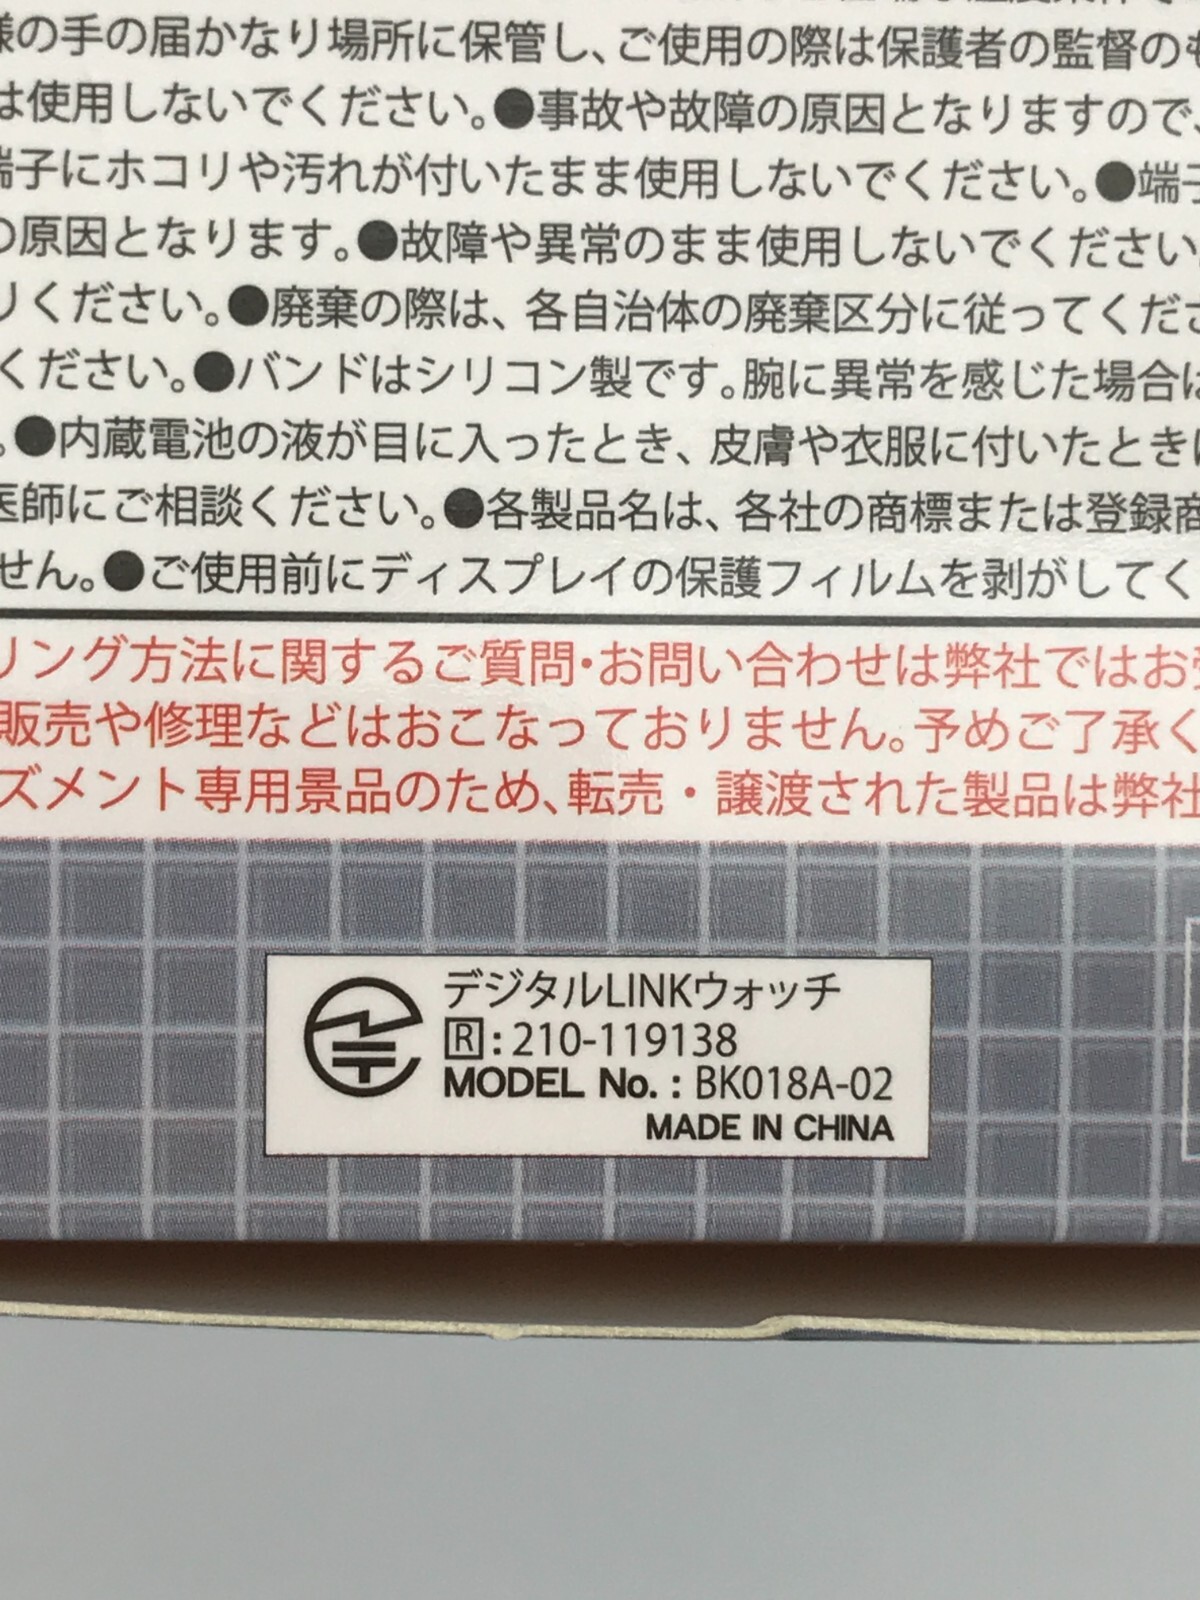 様の手の届かなり場所に保管し、ご使用の際は保護者の監督のも
は使用しないでください。●事故や故障の原因となりますので、
端子にホコリや汚れが付いたまま使用しないでください。●端子
の原因となります。●故障や異常のまま使用しないでください。
りください。●廃棄の際は、各自治体の廃棄区分に従ってくださ
ください。●バンドはシリコン製です。腕に異常を感じた場合は
。●内蔵電池の液が目に入ったとき、皮膚や衣服に付いたときは
医師にご相談ください。●各製品名は、各社の商標または登録商
せん。●ご使用前にディスプレイの保護フィルムを剥がしてく
リング方法に関するご質問・お問い合わせは弊社ではお受
販売や修理などはおこなっておりません。予めご了承く
ズメント専用景品のため、転売・譲渡された製品は弊社
デジタルLINKウォッチ
R:210-119138
MODEL No.:BK018A-02
MADE IN CHINA